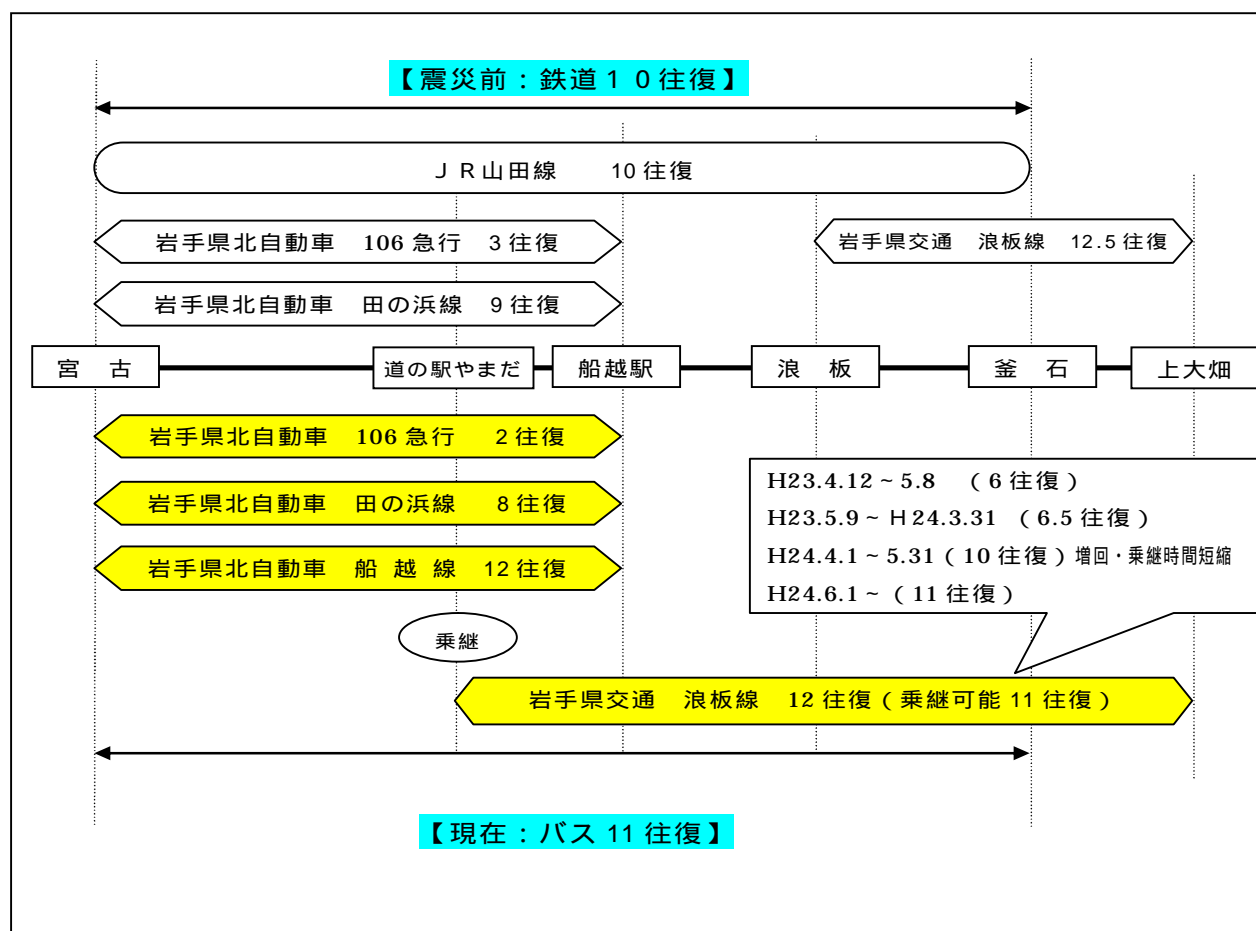 【震災前：鉄道１０往復】
ＪＲ山田線　10往復
岩手県北自動車　106急行　3往復
岩手県交通　浪板線　12.5往復
岩手県北自動車　田の浜線　9往復
宮　古
道の駅やまだ
船越駅
浪　板
釜　石
上大畑
岩手県北自動車　106急行　2往復
岩手県北自動車　田の浜線　8往復
岩手県北自動車　船 越 線　12往復
H23.4.12～5.8　（6往復）
H23.5.9～Ｈ24.3.31　（6.5往復）
H24.4.1～5.31（10往復）増回・乗継時間短縮
H24.6.1～（11往復）
乗継
岩手県交通　浪板線　12往復（乗継可能11往復）
【現在：バス11往復】